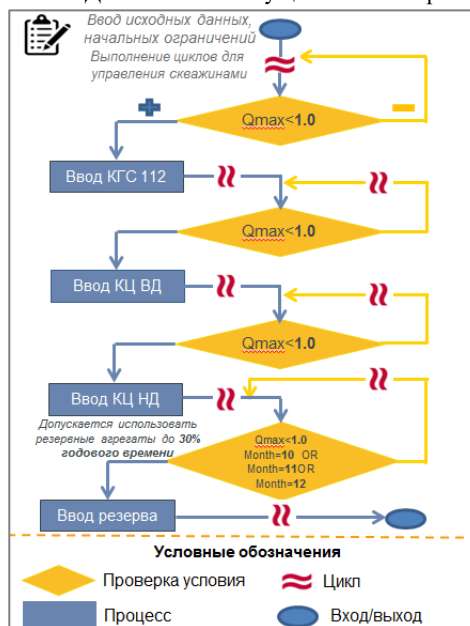 Ввод исходных данных,
начальных ограничений
Выполнение циклов для
управления скважинами
Qmax<1.0
Ввод КГС 112
Qmax<1.0
Ввод КЦ ВД
Qmax<1.0
Ввод КЦ НД
Допускается использовать
резервные агрегаты до 30%
годового времени
Qmax<1.0
Month=10 OR
Month=11OR
Month=12
Ввод резерва
Условные обозначения
Проверка условия
Цикл
Процесс
Вход/выход